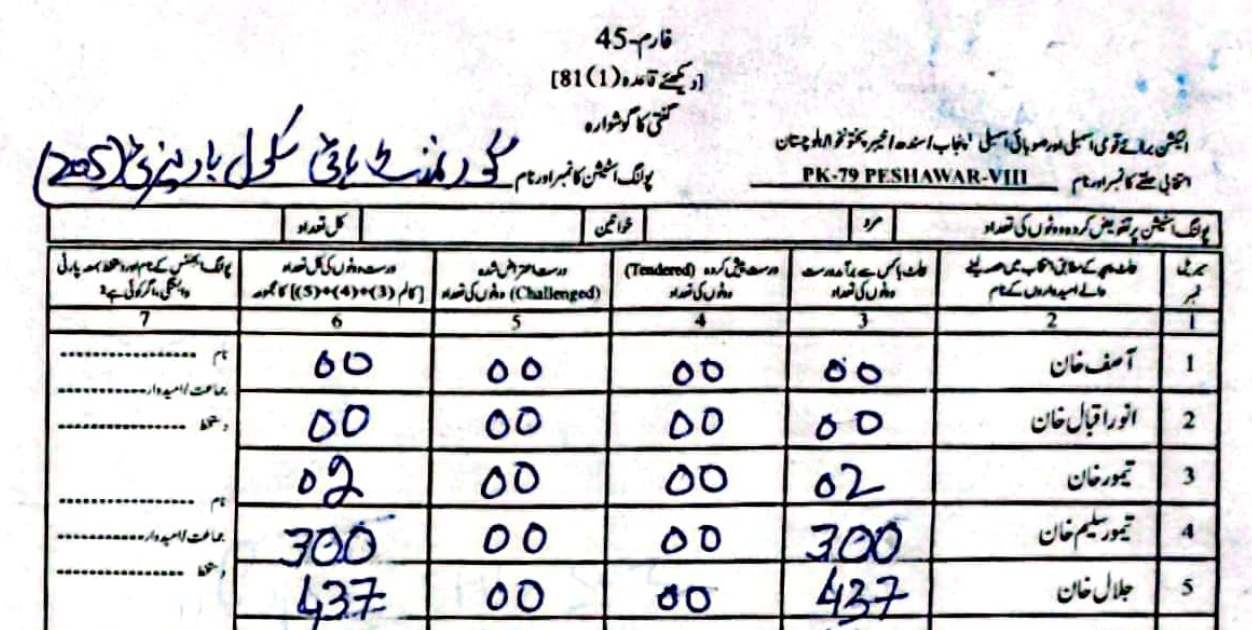 فارم-45
[دیکھئے قاعدہ 81(1)]
گنتی کا گوشوارہ
الیکشن برائے قومی اسمبلی اور صوبائی اسمبلی پنجاب/سندھ/خیبر پختونخوا/بلوچستان
انتخابی حلقے کا نمبر اور نام PK-79 PESHAWAR-VIII پولنگ اسٹیشن کا نمبر اور نام گورنمنٹ ہائی سکول (205)
پولنگ اسٹیشن پر تفویض کردہ ووٹوں کی تعداد مرد خواتین کل تعداد
سیریل نمبر
بیلٹ پیپر کے مطابق انتخاب میں حصہ لینے والے امیدواروں کے نام
بیلٹ باکس سے برآمد درست ووٹوں کی تعداد
درست پیش کردہ (Tendered) ووٹوں کی تعداد
درست اعتراض شدہ (Challenged) ووٹوں کی تعداد
درست ووٹوں کی کل تعداد [کالم (3)+(4)+(5)] کا مجموعہ
پولنگ ایجنٹس کے نام اور دستخط بمعہ پارٹی وابستگی، اگر کوئی ہے؟
1 2 3 4 5 6 7
1 آصف خان 00 00 00 00 نام
جماعت/امیدوار
2 انور اقبال خان 00 00 00 00 دستخط
3 تیمور خان 02 00 00 02 نام
4 تیمور سلیم خان 300 00 00 300 جماعت/امیدوار
5 جلال خان 437 00 00 437 دستخط